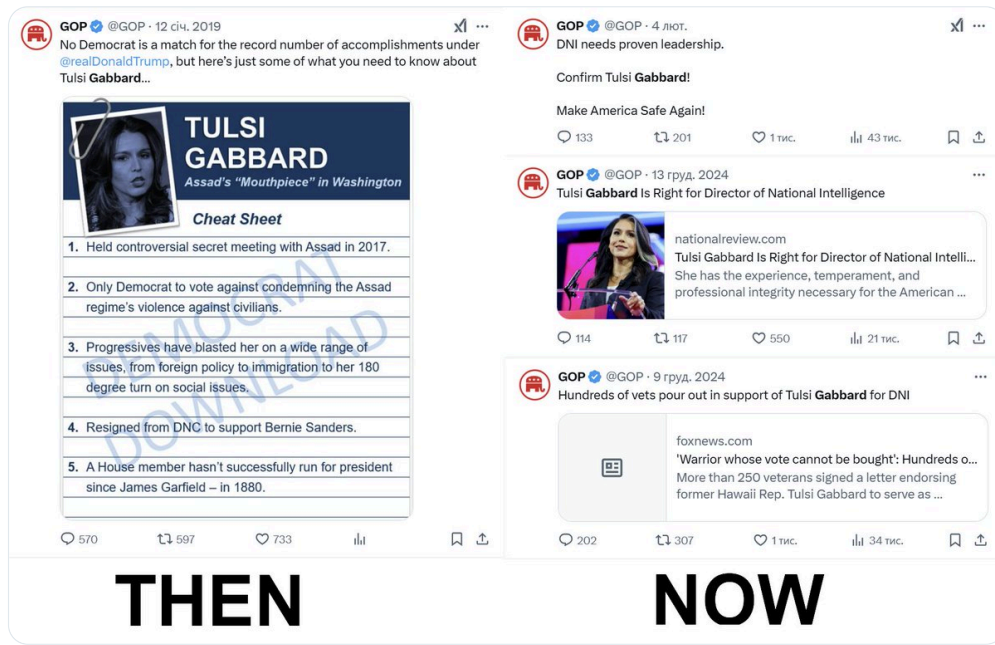 GOP @GOP · 12 січ. 2019
No Democrat is a match for the record number of accomplishments under
@realDonaldTrump, but here's just some of what you need to know about
Tulsi Gabbard...
TULSI
GABBARD
Assad's "Mouthpiece" in Washington
Cheat Sheet
1. Held controversial secret meeting with Assad in 2017.
2. Only Democrat to vote against condemning the Assad
regime's violence against civilians.
3. Progressives have blasted her on a wide range of
issues, from foreign policy to immigration to her 180
degree turn on social issues.
4. Resigned from DNC to support Bernie Sanders.
5. A House member hasn't successfully run for president
since James Garfield – in 1880.
DEMOCRAT
DOWNLOAD
570 597 733
THEN
GOP @GOP · 4 лют.
DNI needs proven leadership.
Confirm Tulsi Gabbard!
Make America Safe Again!
133 201 1 тис. 43 тис.
GOP @GOP · 13 груд. 2024
Tulsi Gabbard Is Right for Director of National Intelligence
nationalreview.com
Tulsi Gabbard Is Right for Director of National Intelli...
She has the experience, temperament, and
professional integrity necessary for the American ...
114 117 550 21 тис.
GOP @GOP · 9 груд. 2024
Hundreds of vets pour out in support of Tulsi Gabbard for DNI
foxnews.com
'Warrior whose vote cannot be bought': Hundreds o...
More than 250 veterans signed a letter endorsing
former Hawaii Rep. Tulsi Gabbard to serve as ...
202 307 1 тис. 34 тис.
NOW